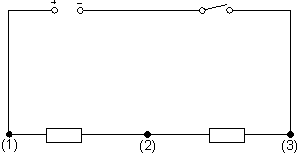 + -
(1) (2) (3)